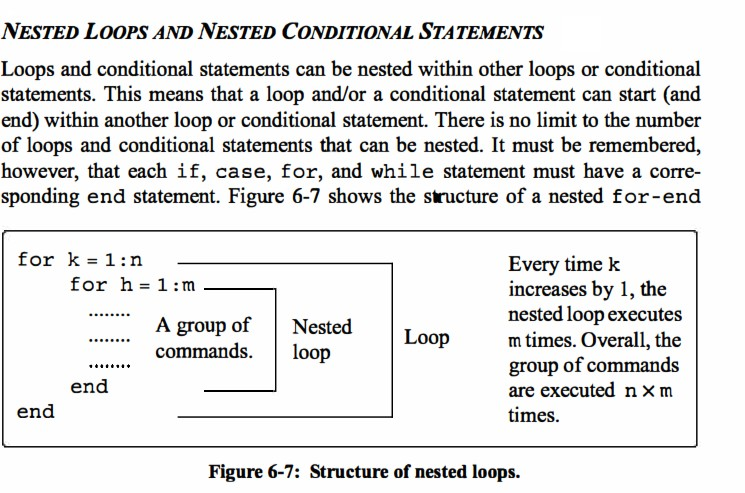 NESTED LOOPS AND NESTED CONDITIONAL STATEMENTS
Loops and conditional statements can be nested within other loops or conditional
statements. This means that a loop and/or a conditional statement can start (and
end) within another loop or conditional statement. There is no limit to the number
of loops and conditional statements that can be nested. It must be remembered,
however, that each if, case, for, and while statement must have a corre-
sponding end statement. Figure 6-7 shows the structure of a nested for-end
for k = 1:n
for h = 1:m
........
........
........
end
end
A group of
commands.
Nested
loop
Loop
Every time k
increases by 1, the
nested loop executes
m times. Overall, the
group of commands
are executed n × m
times.
Figure 6-7: Structure of nested loops.